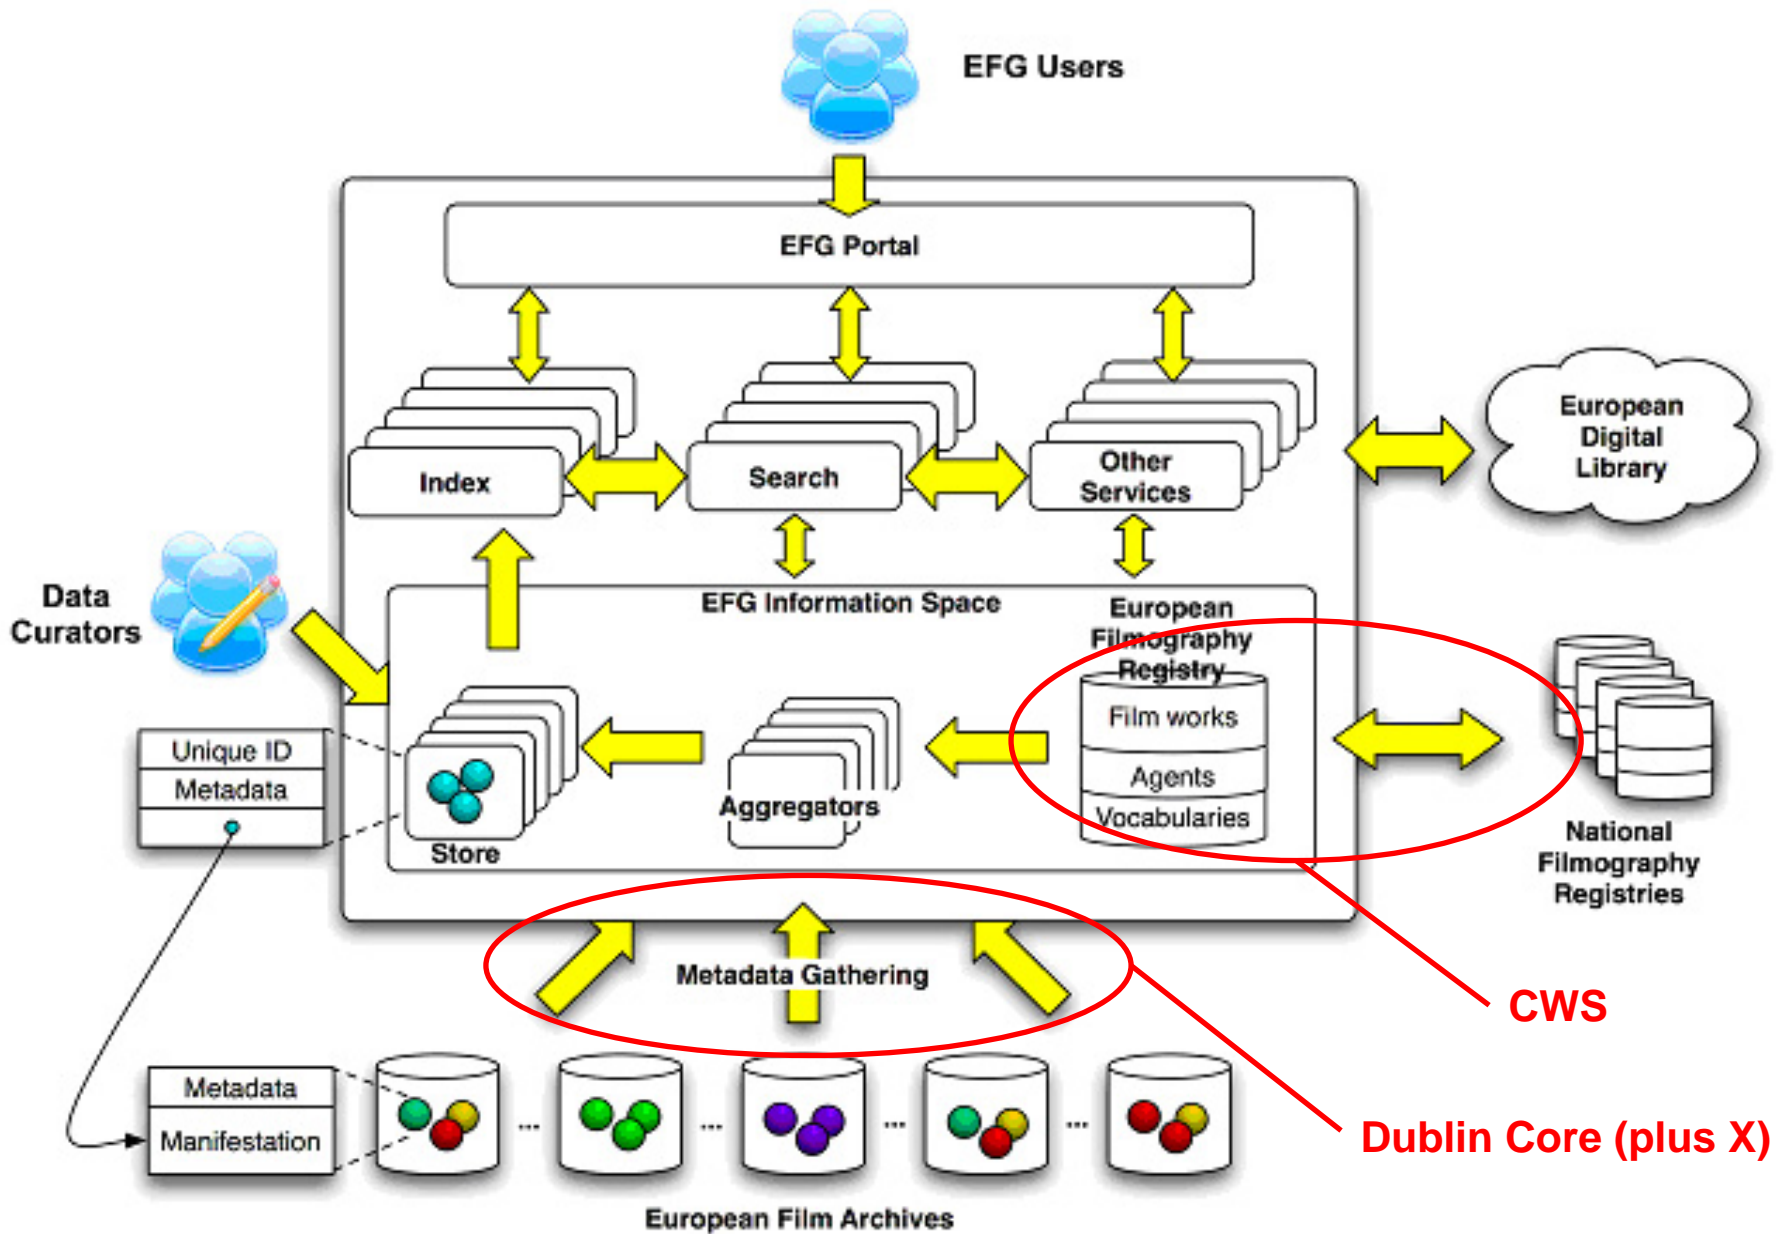 EFG Users
EFG Portal
Index
Search
Other
Services
European
Digital
Library
Data
Curators
EFG Information Space
European
Filmography
Registry
Film works
Agents
Vocabularies
Unique ID
Metadata
Store
Aggregators
National
Filmography
Registries
Metadata Gathering
CWS
Metadata
Manifestation
...
...
...
...
Dublin Core (plus X)
European Film Archives